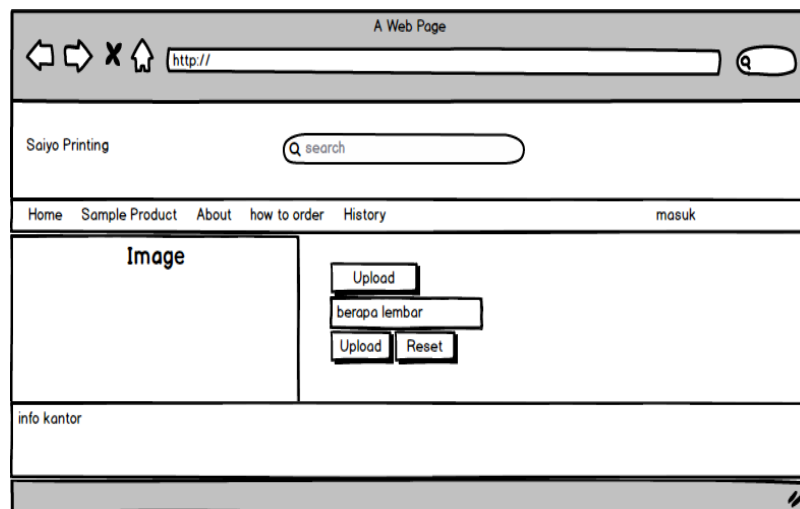 A Web Page
http://
Saiyo Printing
search
Home Sample Product About how to order History masuk
Image
Upload
berapa lembar
Upload Reset
info kantor